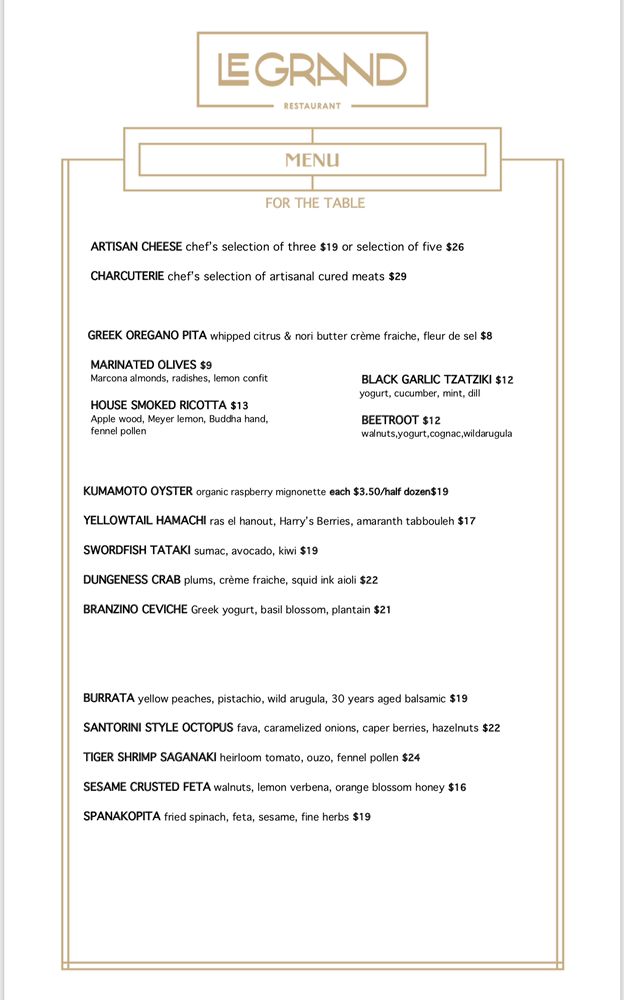 LE GRAND
RESTAURANT
MENU
FOR THE TABLE
ARTISAN CHEESE chef's selection of three $19 or selection of five $26
CHARCUTERIE chef's selection of artisanal cured meats $29
GREEK OREGANO PITA whipped citrus & nori butter crème fraiche, fleur de sel $8
MARINATED OLIVES $9
Marcona almonds, radishes, lemon confit
HOUSE SMOKED RICOTTA $13
Apple wood, Meyer lemon, Buddha hand,
fennel pollen
BLACK GARLIC TZATZIKI $12
yogurt, cucumber, mint, dill
BEETROOT $12
walnuts,yogurt,cognac,wildarugula
KUMAMOTO OYSTER organic raspberry mignonette each $3.50/half dozen$19
YELLOWTAIL HAMACHI ras el hanout, Harry's Berries, amaranth tabbouleh $17
SWORDFISH TATAKI sumac, avocado, kiwi $19
DUNGENESS CRAB plums, crème fraiche, squid ink aioli $22
BRANZINO CEVICHE Greek yogurt, basil blossom, plantain $21
BURRATA yellow peaches, pistachio, wild arugula, 30 years aged balsamic $19
SANTORINI STYLE OCTOPUS fava, caramelized onions, caper berries, hazelnuts $22
TIGER SHRIMP SAGANAKI heirloom tomato, ouzo, fennel pollen $24
SESAME CRUSTED FETA walnuts, lemon verbena, orange blossom honey $16
SPANAKOPITA fried spinach, feta, sesame, fine herbs $19